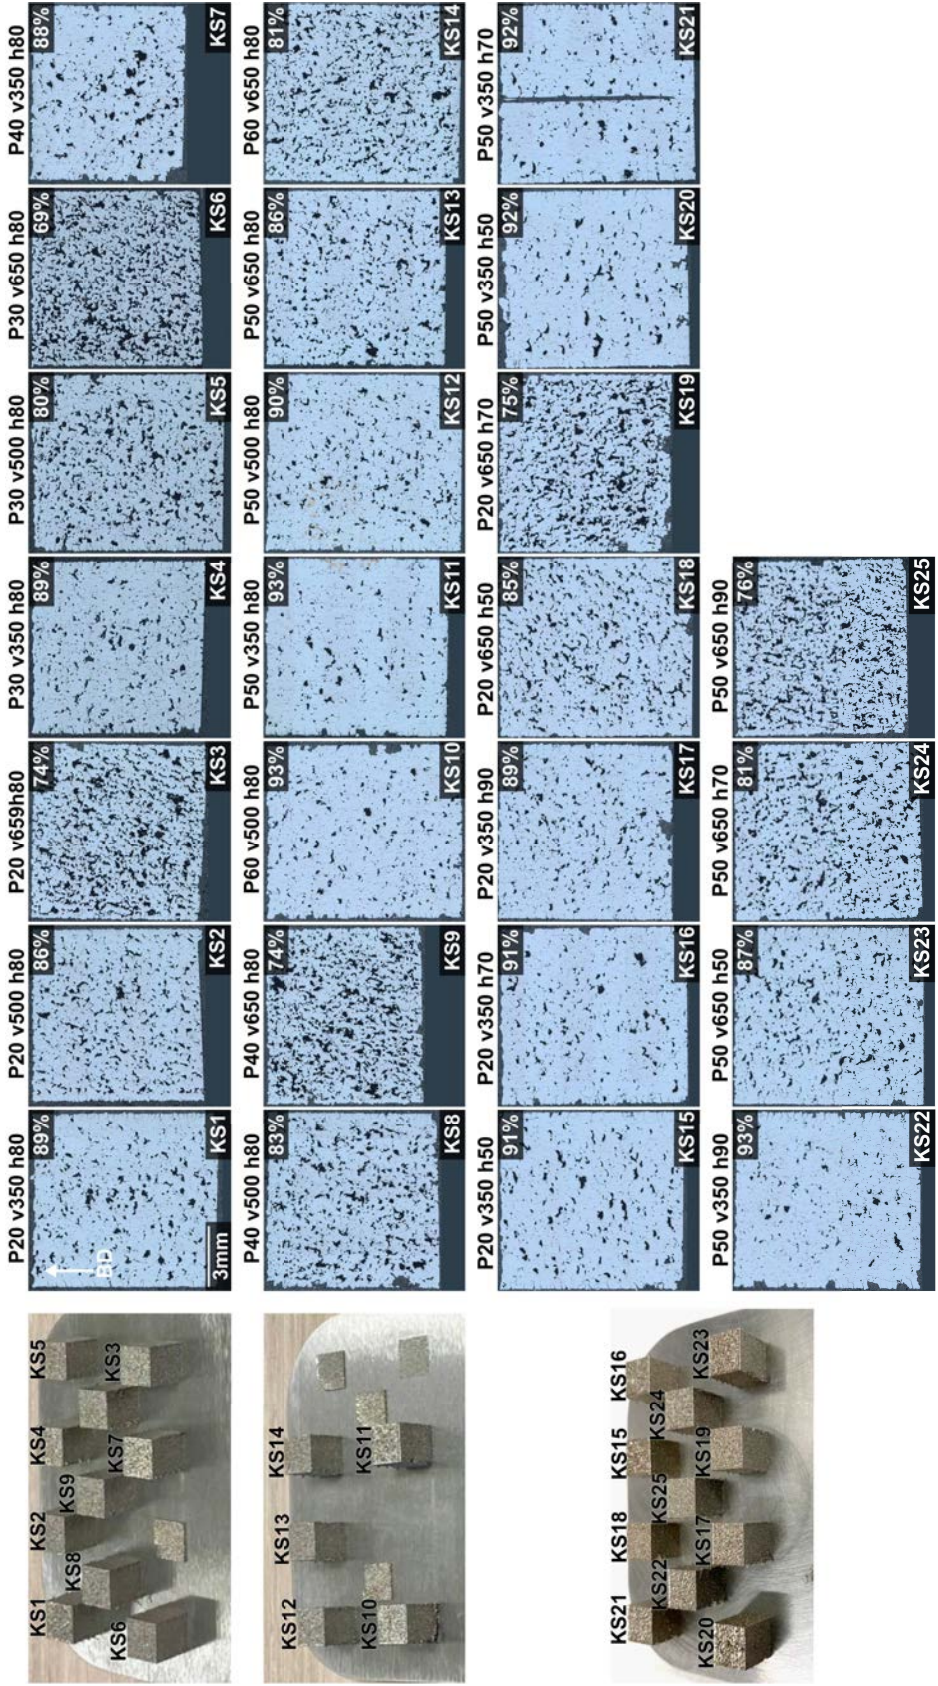 KS1 KS2 KS4 KS5
KS8 KS9
KS6 KS7 KS3
P20 v350 h80
89%
BD
3mm
KS1
P20 v500 h80
86%
KS2
P20 v659h80
74%
KS3
P30 v350 h80
89%
KS4
P30 v500 h80
80%
KS5
P30 v650 h80
69%
KS6
P40 v350 h80
88%
KS7
KS12 KS13 KS14
KS10 KS11
P40 v500 h80
83%
KS8
P40 v650 h80
74%
KS9
P60 v500 h80
93%
KS10
P50 v350 h80
93%
KS11
P50 v500 h80
90%
KS12
P50 v650 h80
86%
KS13
P60 v650 h80
81%
KS14
KS21 KS18 KS15 KS16
KS22 KS25 KS24
KS20 KS17 KS19 KS23
P20 v350 h50
91%
KS15
P20 v350 h70
91%
KS16
P20 v350 h90
89%
KS17
P20 v650 h50
85%
KS18
P20 v650 h70
75%
KS19
P50 v350 h50
92%
KS20
P50 v350 h70
92%
KS21
P50 v350 h90
93%
KS22
P50 v650 h50
87%
KS23
P50 v650 h70
81%
KS24
P50 v650 h90
76%
KS25